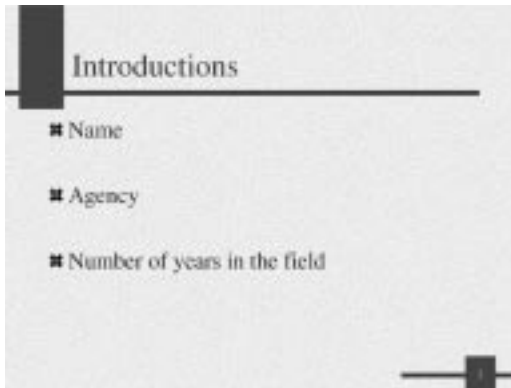 Introductions
Name
Agency
Number of years in the field